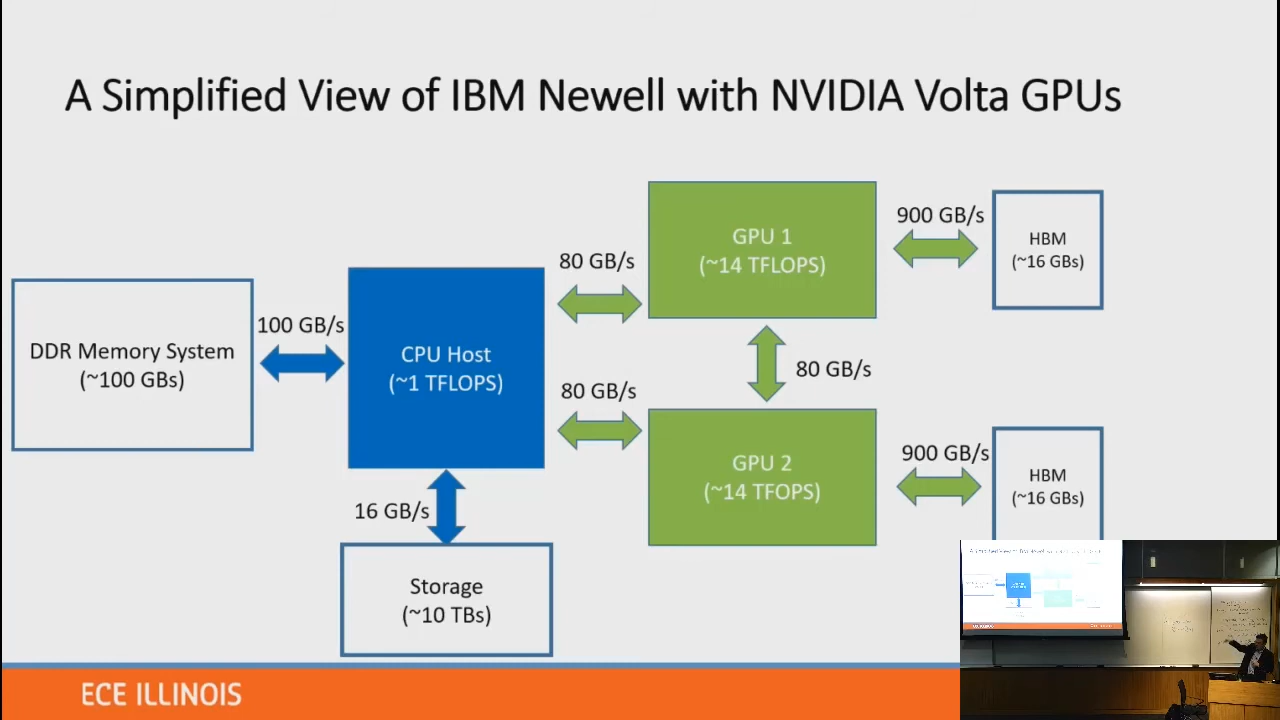 A Simplified View of IBM Newell with NVIDIA Volta GPUs
DDR Memory System
(~100 GBs)
100 GB/s
CPU Host
(~1 TFLOPS)
16 GB/s
Storage
(~10 TBs)
80 GB/s
80 GB/s
GPU 1
(~14 TFLOPS)
80 GB/s
GPU 2
(~14 TFOPS)
900 GB/s
HBM
(~16 GBs)
900 GB/s
HBM
(~16 GBs)
ECE ILLINOIS